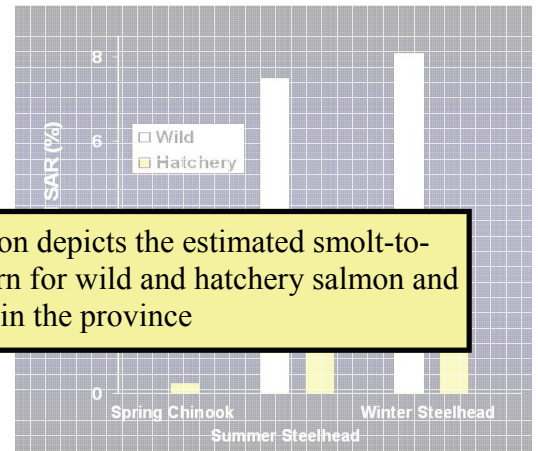 8
SAR (%)
6
Wild
Hatchery
on depicts the estimated smolt-to-
rn for wild and hatchery salmon and
in the province
0
Spring Chinook
Winter Steelhead
Summer Steelhead